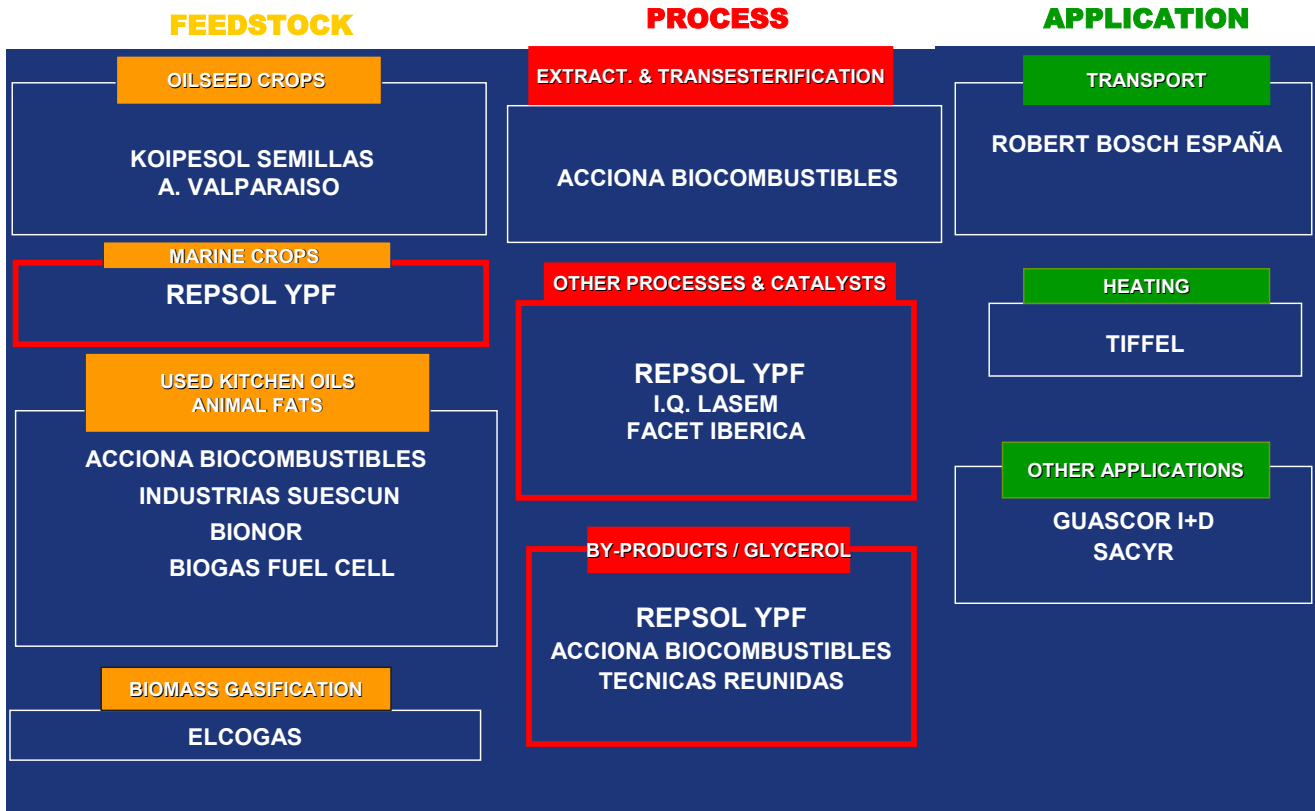 FEEDSTOCK
OILSEED CROPS
KOIPESOL SEMILLAS
A. VALPARAISO
MARINE CROPS
REPSOL YPF
USED KITCHEN OILS
ANIMAL FATS
ACCIONA BIOCOMBUSTIBLES
INDUSTRIAS SUESCUN
BIONOR
BIOGAS FUEL CELL
BIOMASS GASIFICATION
ELCOGAS
PROCESS
EXTRACT. & TRANSESTERIFICATION
ACCIONA BIOCOMBUSTIBLES
OTHER PROCESSES & CATALYSTS
REPSOL YPF
I.Q. LASEM
FACET IBERICA
BY-PRODUCTS / GLYCEROL
REPSOL YPF
ACCIONA BIOCOMBUSTIBLES
TECNICAS REUNIDAS
APPLICATION
TRANSPORT
ROBERT BOSCH ESPAÑA
HEATING
TIFFEL
OTHER APPLICATIONS
GUASCOR I+D
SACYR